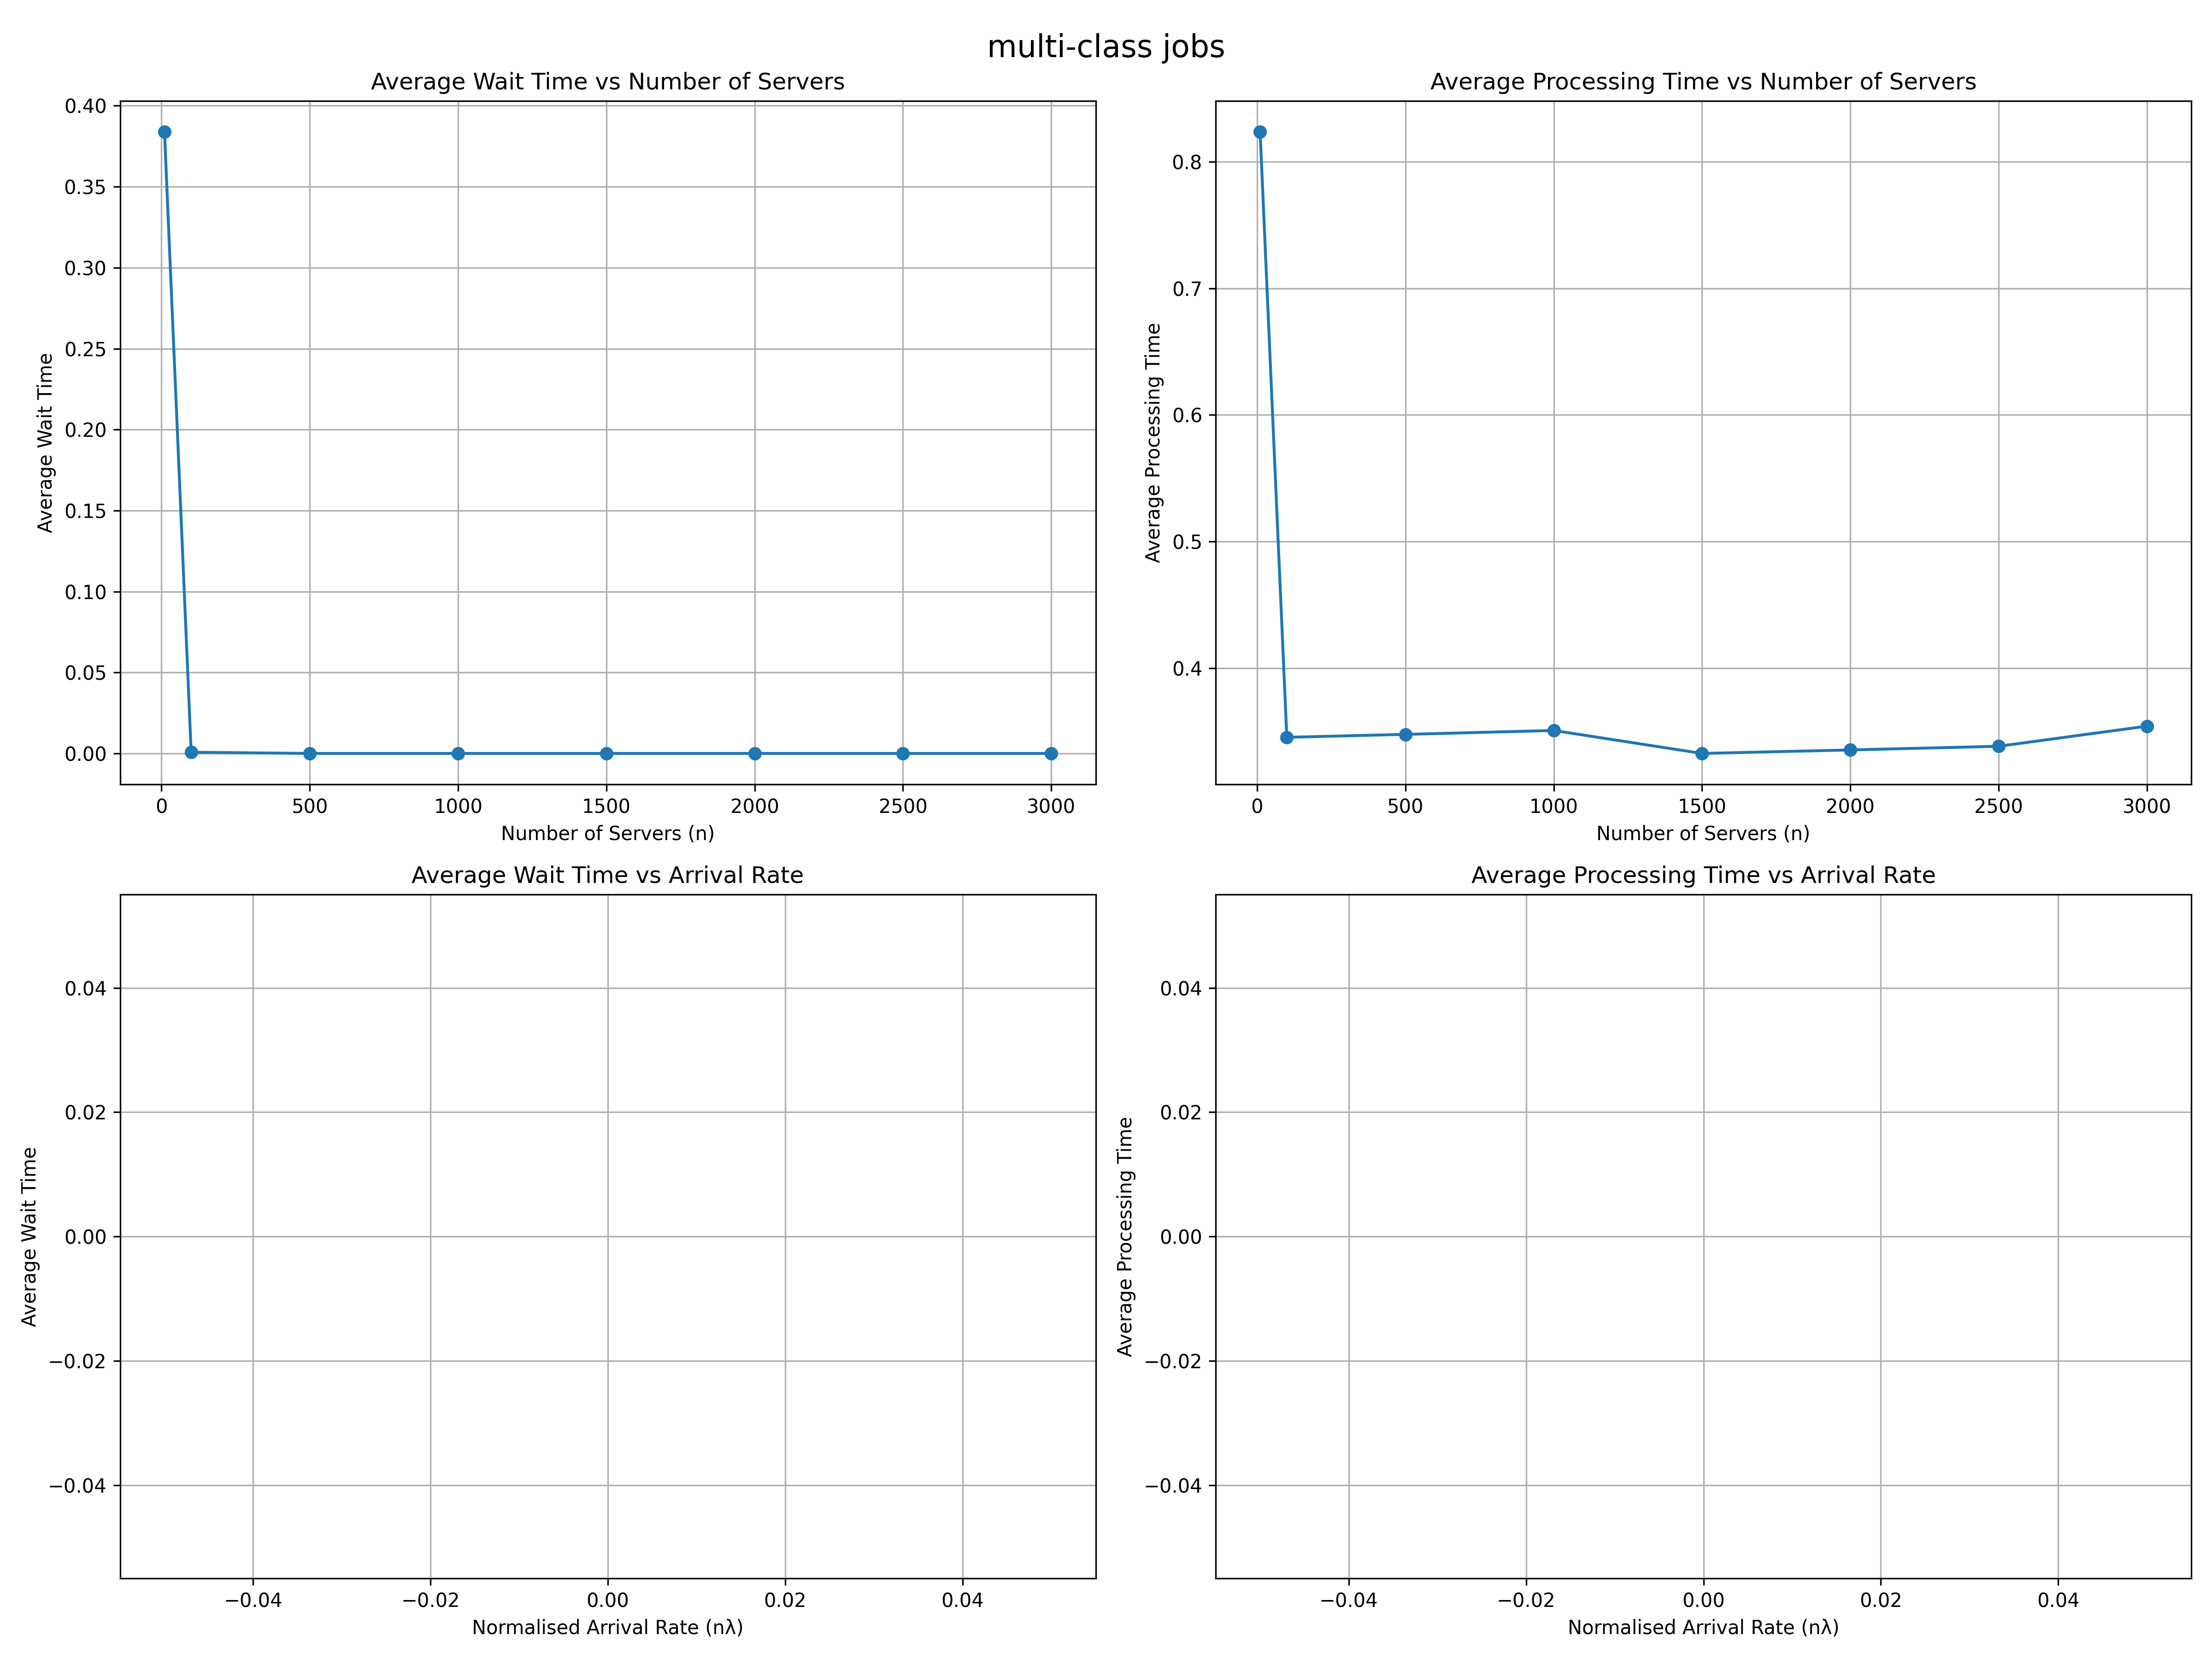 multi-class jobs
Average Wait Time vs Number of Servers
Average Wait Time
0.40
0.35
0.30
0.25
0.20
0.15
0.10
0.05
0.00
0 500 1000 1500 2000 2500 3000
Number of Servers (n)
Average Processing Time vs Number of Servers
Average Processing Time
0.8
0.7
0.6
0.5
0.4
0 500 1000 1500 2000 2500 3000
Number of Servers (n)
Average Wait Time vs Arrival Rate
Average Wait Time
0.04
0.02
0.00
−0.02
−0.04
−0.04 −0.02 0.00 0.02 0.04
Normalised Arrival Rate (nλ)
Average Processing Time vs Arrival Rate
Average Processing Time
0.04
0.02
0.00
−0.02
−0.04
−0.04 −0.02 0.00 0.02 0.04
Normalised Arrival Rate (nλ)